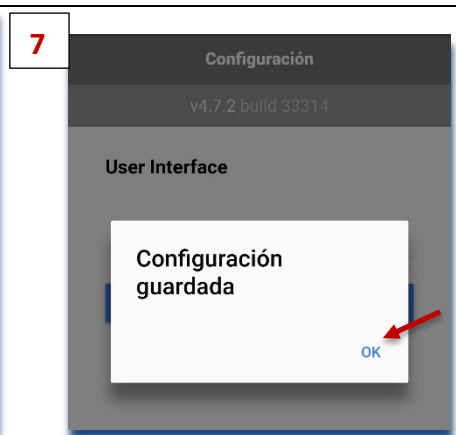 7
Configuración
v4.7.2 build 33314
User Interface
Configuración
guardada
OK